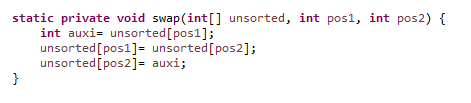 static private void swap(int[] unsorted, int pos1, int pos2) {
    int auxi= unsorted[pos1];
    unsorted[pos1]= unsorted[pos2];
    unsorted[pos2]= auxi;
}